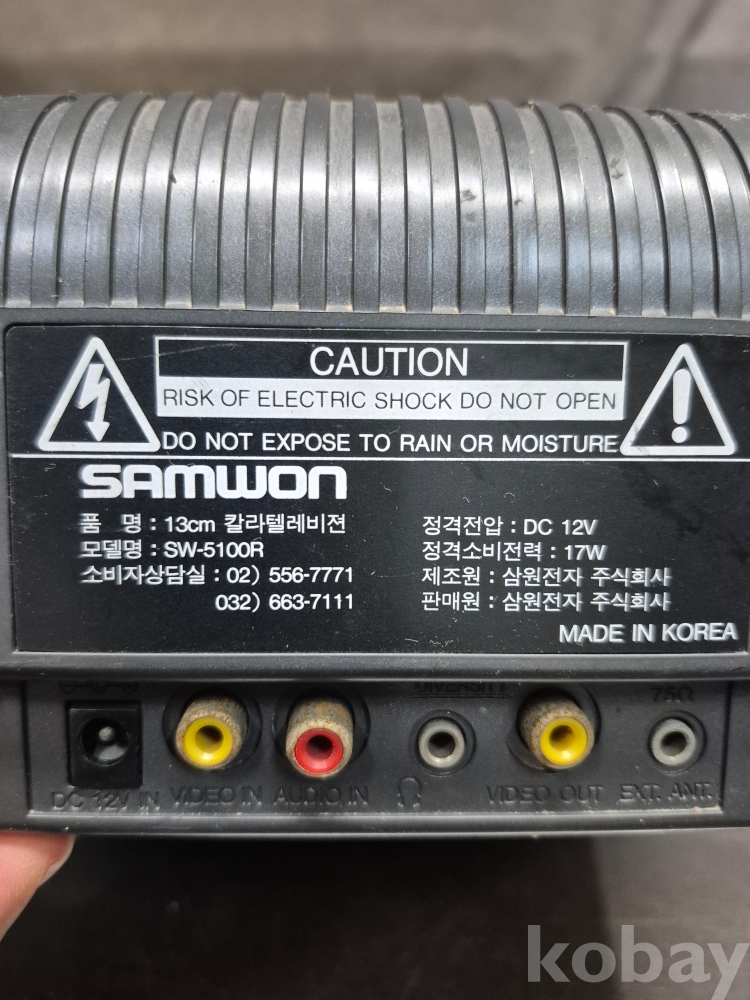 CAUTION
RISK OF ELECTRIC SHOCK DO NOT OPEN
DO NOT EXPOSE TO RAIN OR MOISTURE
SAMWON
품 명 : 13cm 칼라텔레비젼
모델명 : SW-5100R
소비자상담실 : 02) 556-7771
032) 663-7111
정격전압 : DC 12V
정격소비전력 : 17W
제조원 : 삼원전자 주식회사
판매원 : 삼원전자 주식회사
MADE IN KOREA
DIVERSITY
75Ω
DC 12V IN
VIDEO IN
AUDIO IN
VIDEO OUT
EXT. ANT.
kobay